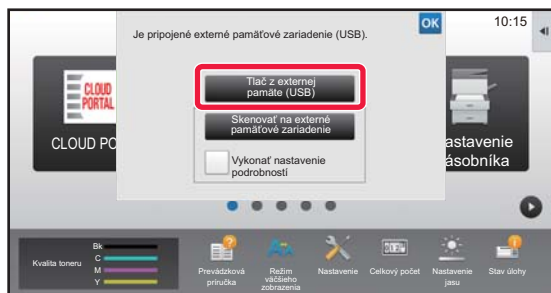 10:15
Je pripojené externé pamäťové zariadenie (USB).
OK
Tlač z externej
pamäte (USB)
Skenovať na externé
pamäťové zariadenie
Vykonať nastavenie
podrobností
CLOUD
PORTAL
CLOUD PO
astavenie
ásobníka
Kvalita toneru
Bk
C
M
Y
Prevádzková
príručka
Režim
väčšieho
zobrazenia
Nastavenie
Celkový počet
Nastavenie
jasu
Stav úlohy